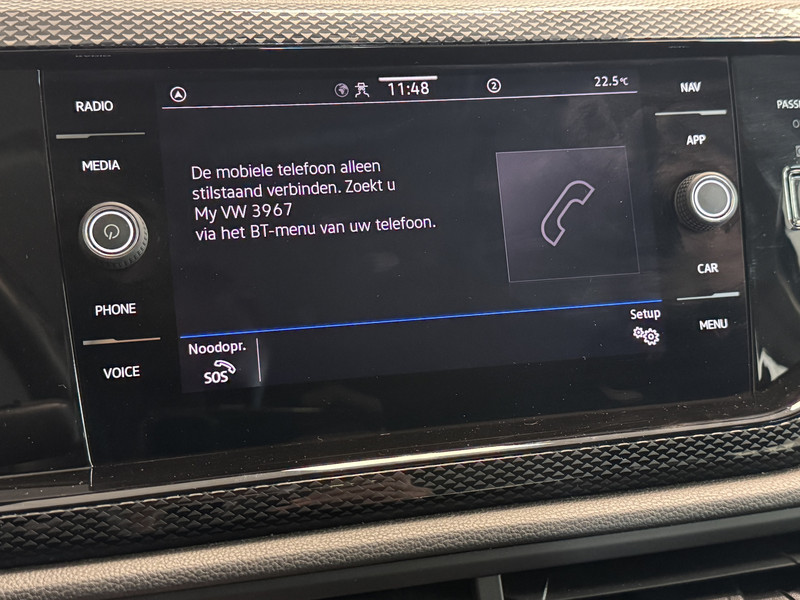 RADIO
MEDIA
PHONE
VOICE
11:48
2
22.5°C
De mobiele telefoon alleen
stilstaand verbinden. Zoekt u
My VW 3967
via het BT-menu van uw telefoon.
Noodopr.
SOS
Setup
NAV
APP
CAR
MENU